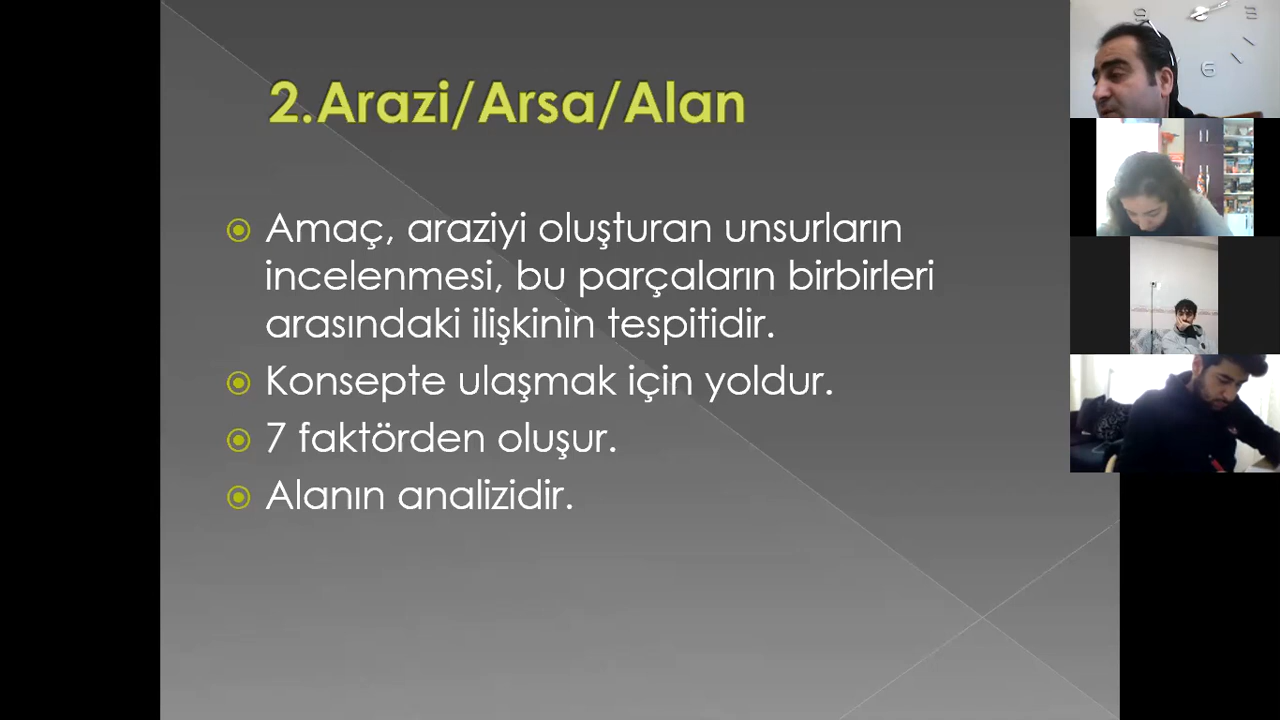 2.Arazi/Arsa/Alan
Amaç, araziyi oluşturan unsurların
incelenmesi, bu parçaların birbirleri
arasındaki ilişkinin tespitidir.
Konsepte ulaşmak için yoldur.
7 faktörden oluşur.
Alanın analizidir.